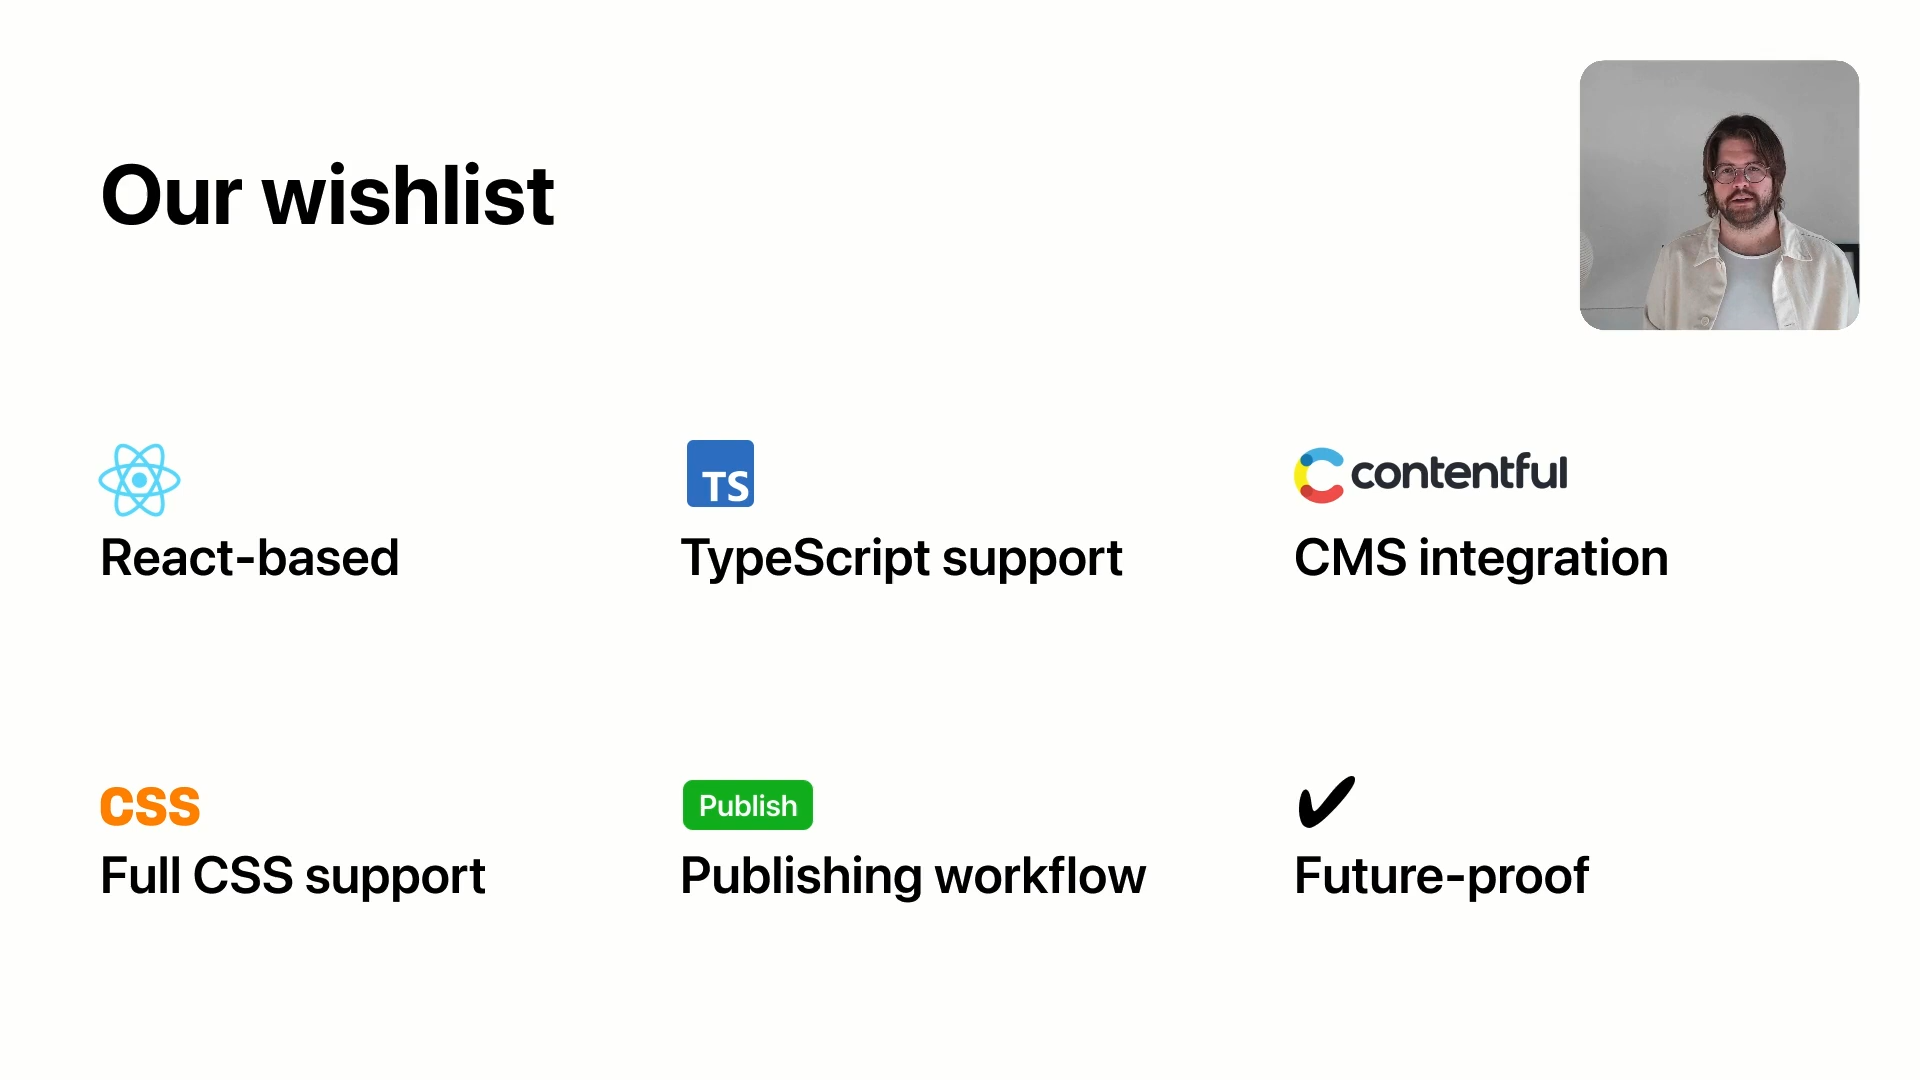 Our wishlist
TS
contentful
React-based
TypeScript support
CMS integration
CSS
Publish
Full CSS support
Publishing workflow
Future-proof